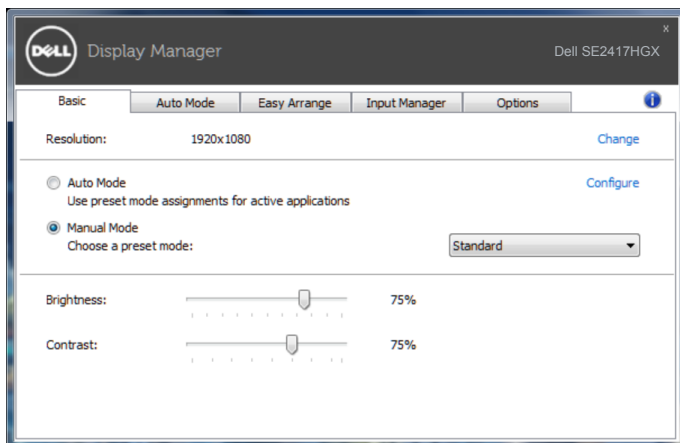 DELL Display Manager
x
Dell SE2417HGX
Basic Auto Mode Easy Arrange Input Manager Options
Resolution: 1920x1080 Change
Auto Mode Configure
Use preset mode assignments for active applications
Manual Mode
Choose a preset mode: Standard
Brightness: 75%
Contrast: 75%